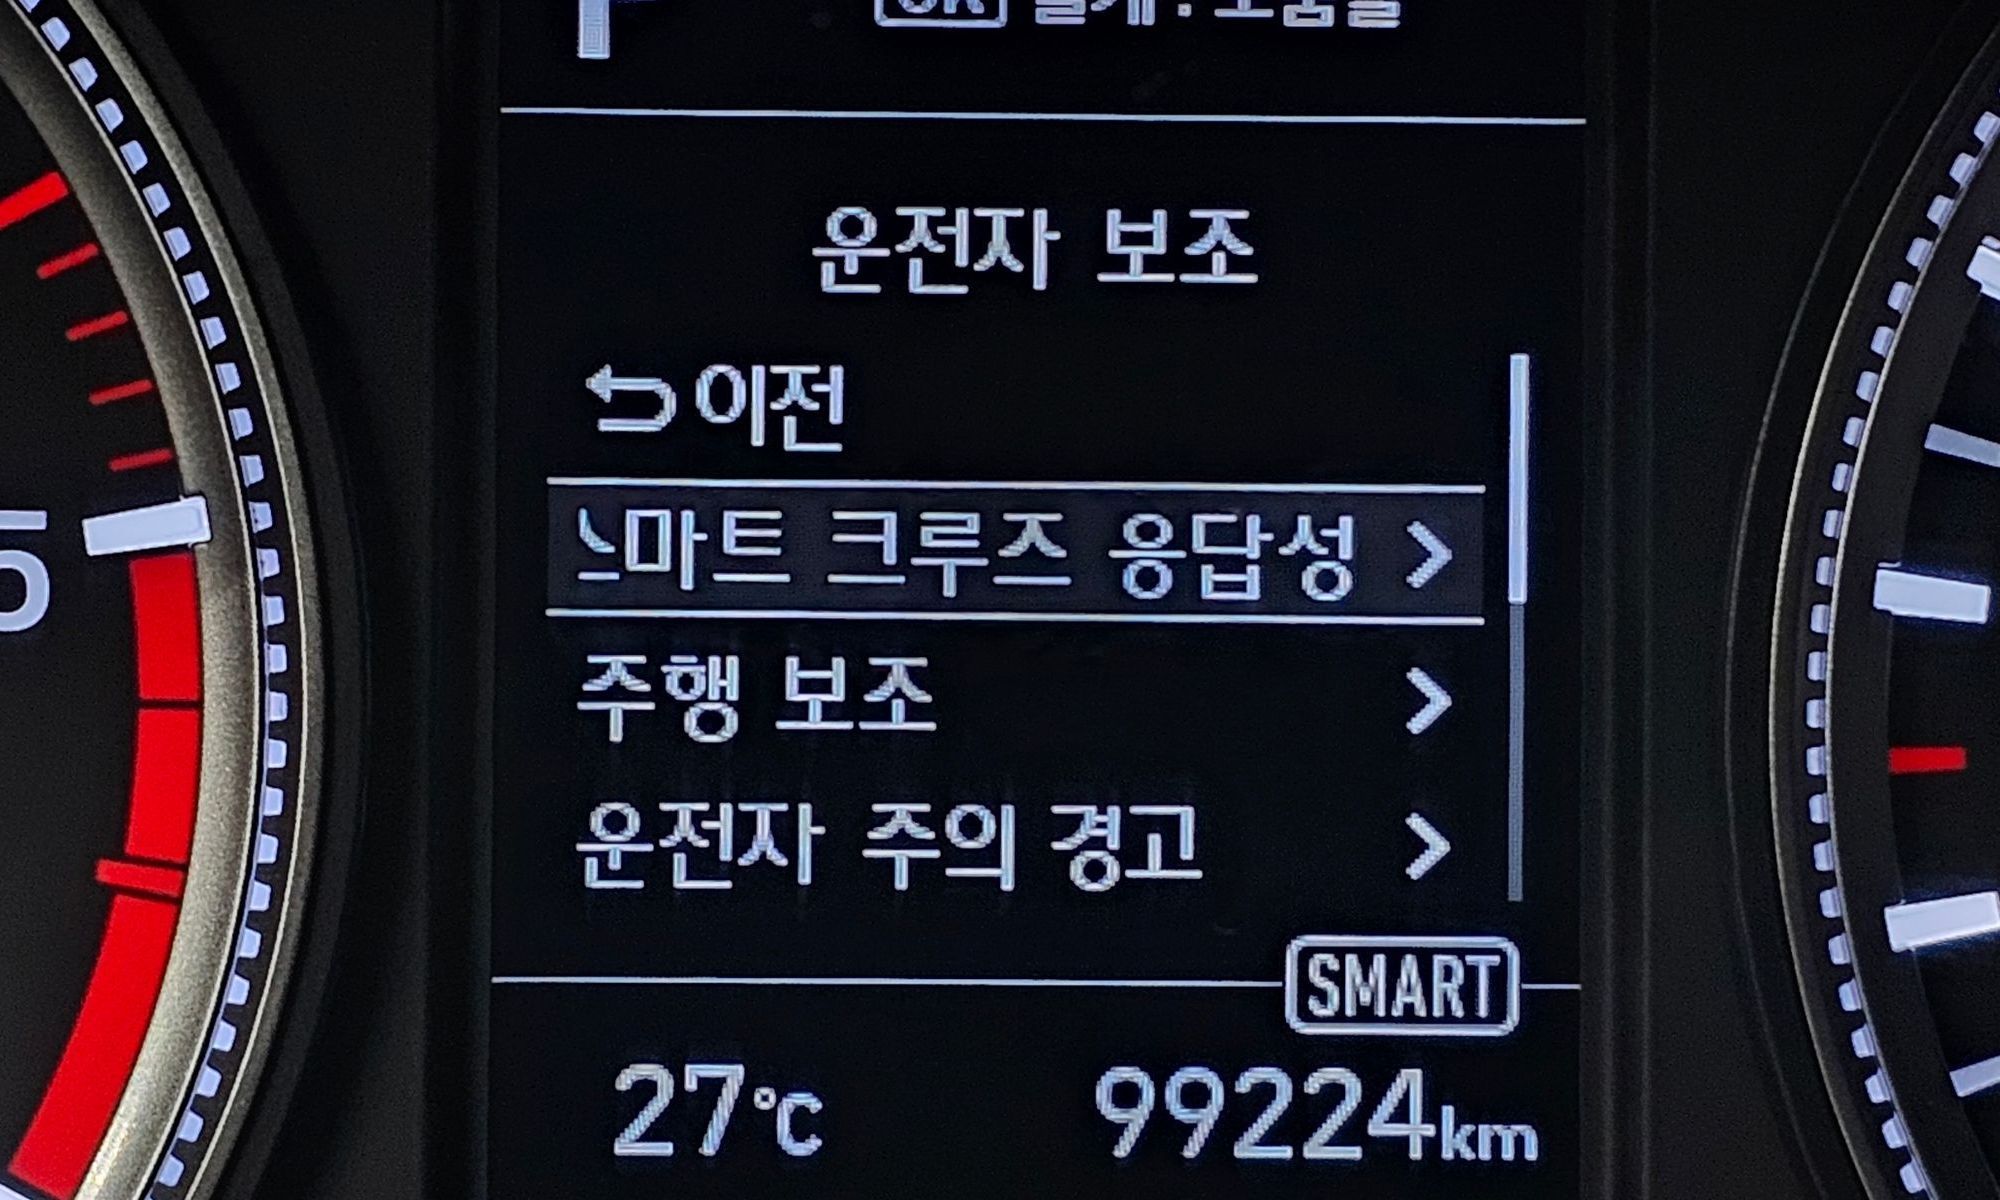 운전자 보조
이전
스마트 크루즈 응답성
주행 보조
운전자 주의 경고
SMART
27°C 99224km
5